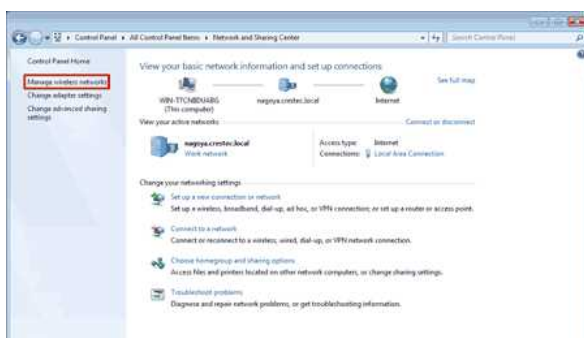 Control Panel ▸ All Control Panel Items ▸ Network and Sharing Center
Search Control Panel
Control Panel Home
Manage wireless networks
Change adapter settings
Change advanced sharing
settings
View your basic network information and set up connections
See full map
nagoya.crestec.local
Internet
(This computer)
View your active networks
Connect or disconnect
nagoya.crestec.local
Work network
Access type: Internet
Connections: Local Area Connection
Change your networking settings
Set up a new connection or network
Set up a wireless, broadband, dial-up, ad hoc, or VPN connection; or set up a router or access point.
Connect to a network
Connect or reconnect to a wireless, wired, dial-up, or VPN network connection.
Choose homegroup and sharing options
Access files and printers located on other network computers, or change sharing settings.
Troubleshoot problems
Diagnose and repair network problems, or get troubleshooting information.